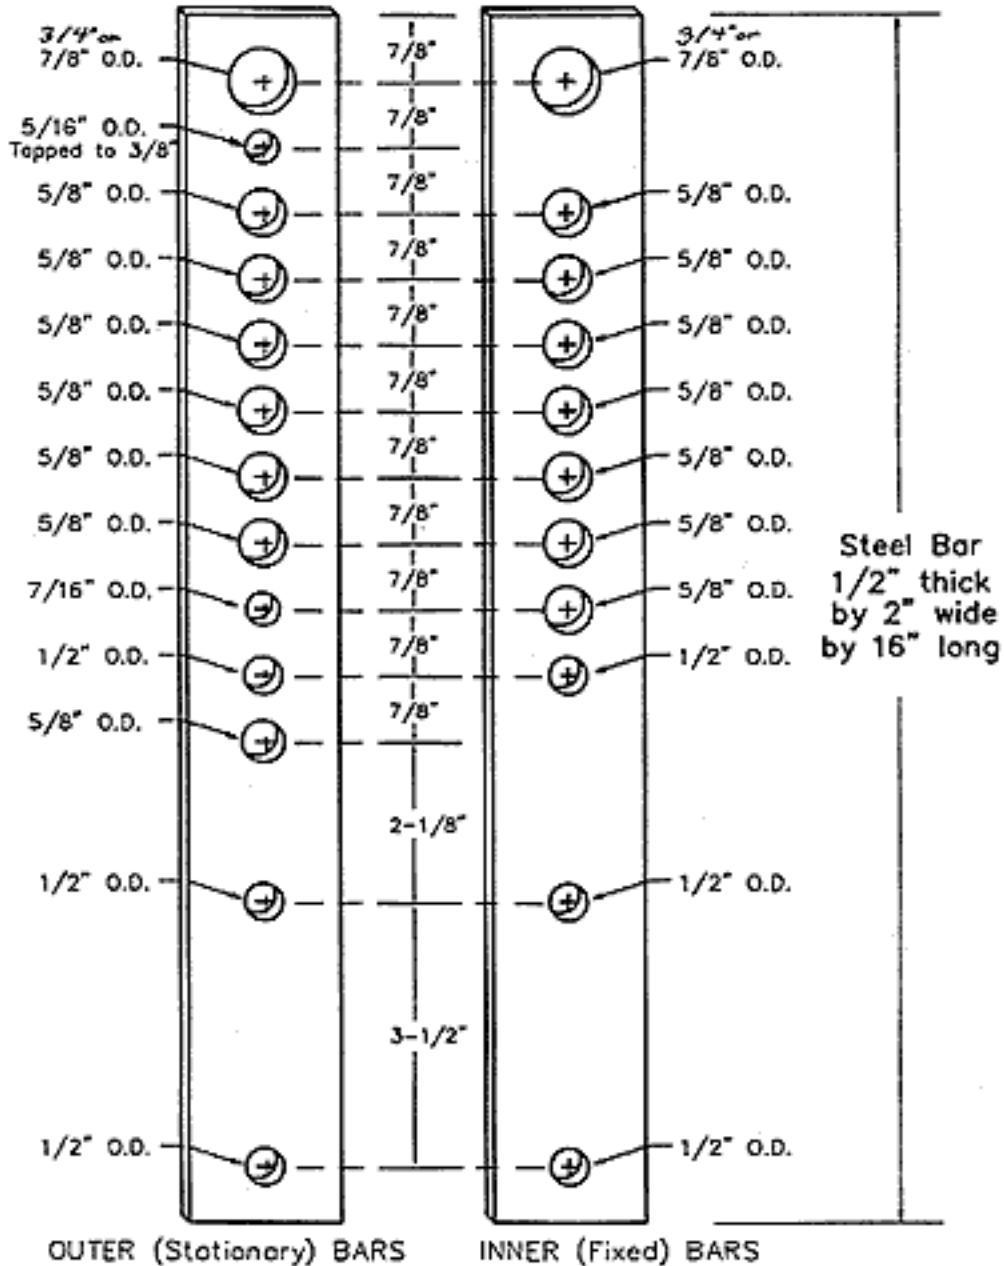 3/4" or
7/8" O.D.
5/16" O.D.
Tapped to 3/8"
5/8" O.D.
5/8" O.D.
5/8" O.D.
5/8" O.D.
5/8" O.D.
5/8" O.D.
7/16" O.D.
1/2" O.D.
5/8" O.D.
1/2" O.D.
1/2" O.D.
7/8"
7/8"
7/8"
7/8"
7/8"
7/8"
7/8"
7/8"
7/8"
7/8"
7/8"
2-1/8"
3-1/2"
3/4" or
7/8" O.D.
5/8" O.D.
5/8" O.D.
5/8" O.D.
5/8" O.D.
5/8" O.D.
5/8" O.D.
5/8" O.D.
1/2" O.D.
1/2" O.D.
1/2" O.D.
Steel Bar
1/2" thick
by 2" wide
by 16" long
OUTER (Stationary) BARS
INNER (Fixed) BARS